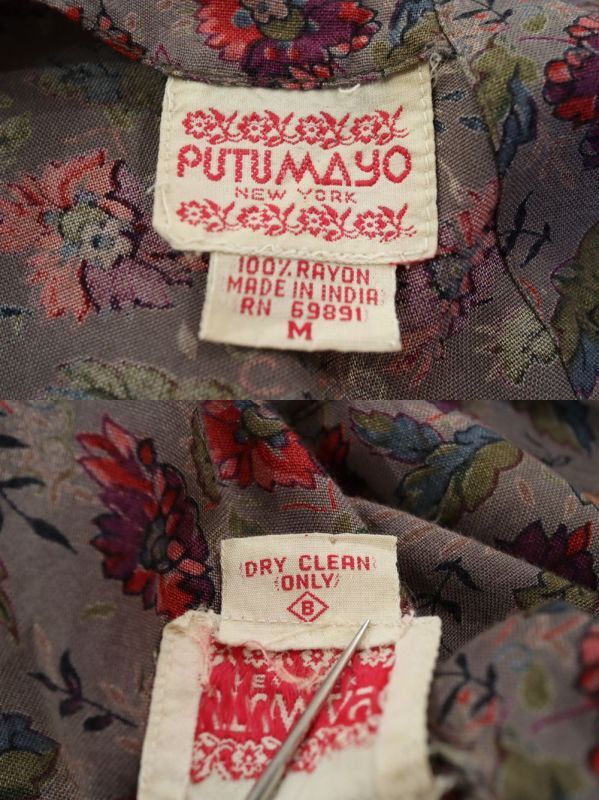 PUTUMAYO
NEW YORK
100% RAYON
MADE IN INDIA
RN 69891
M
DRY CLEAN
ONLY
B